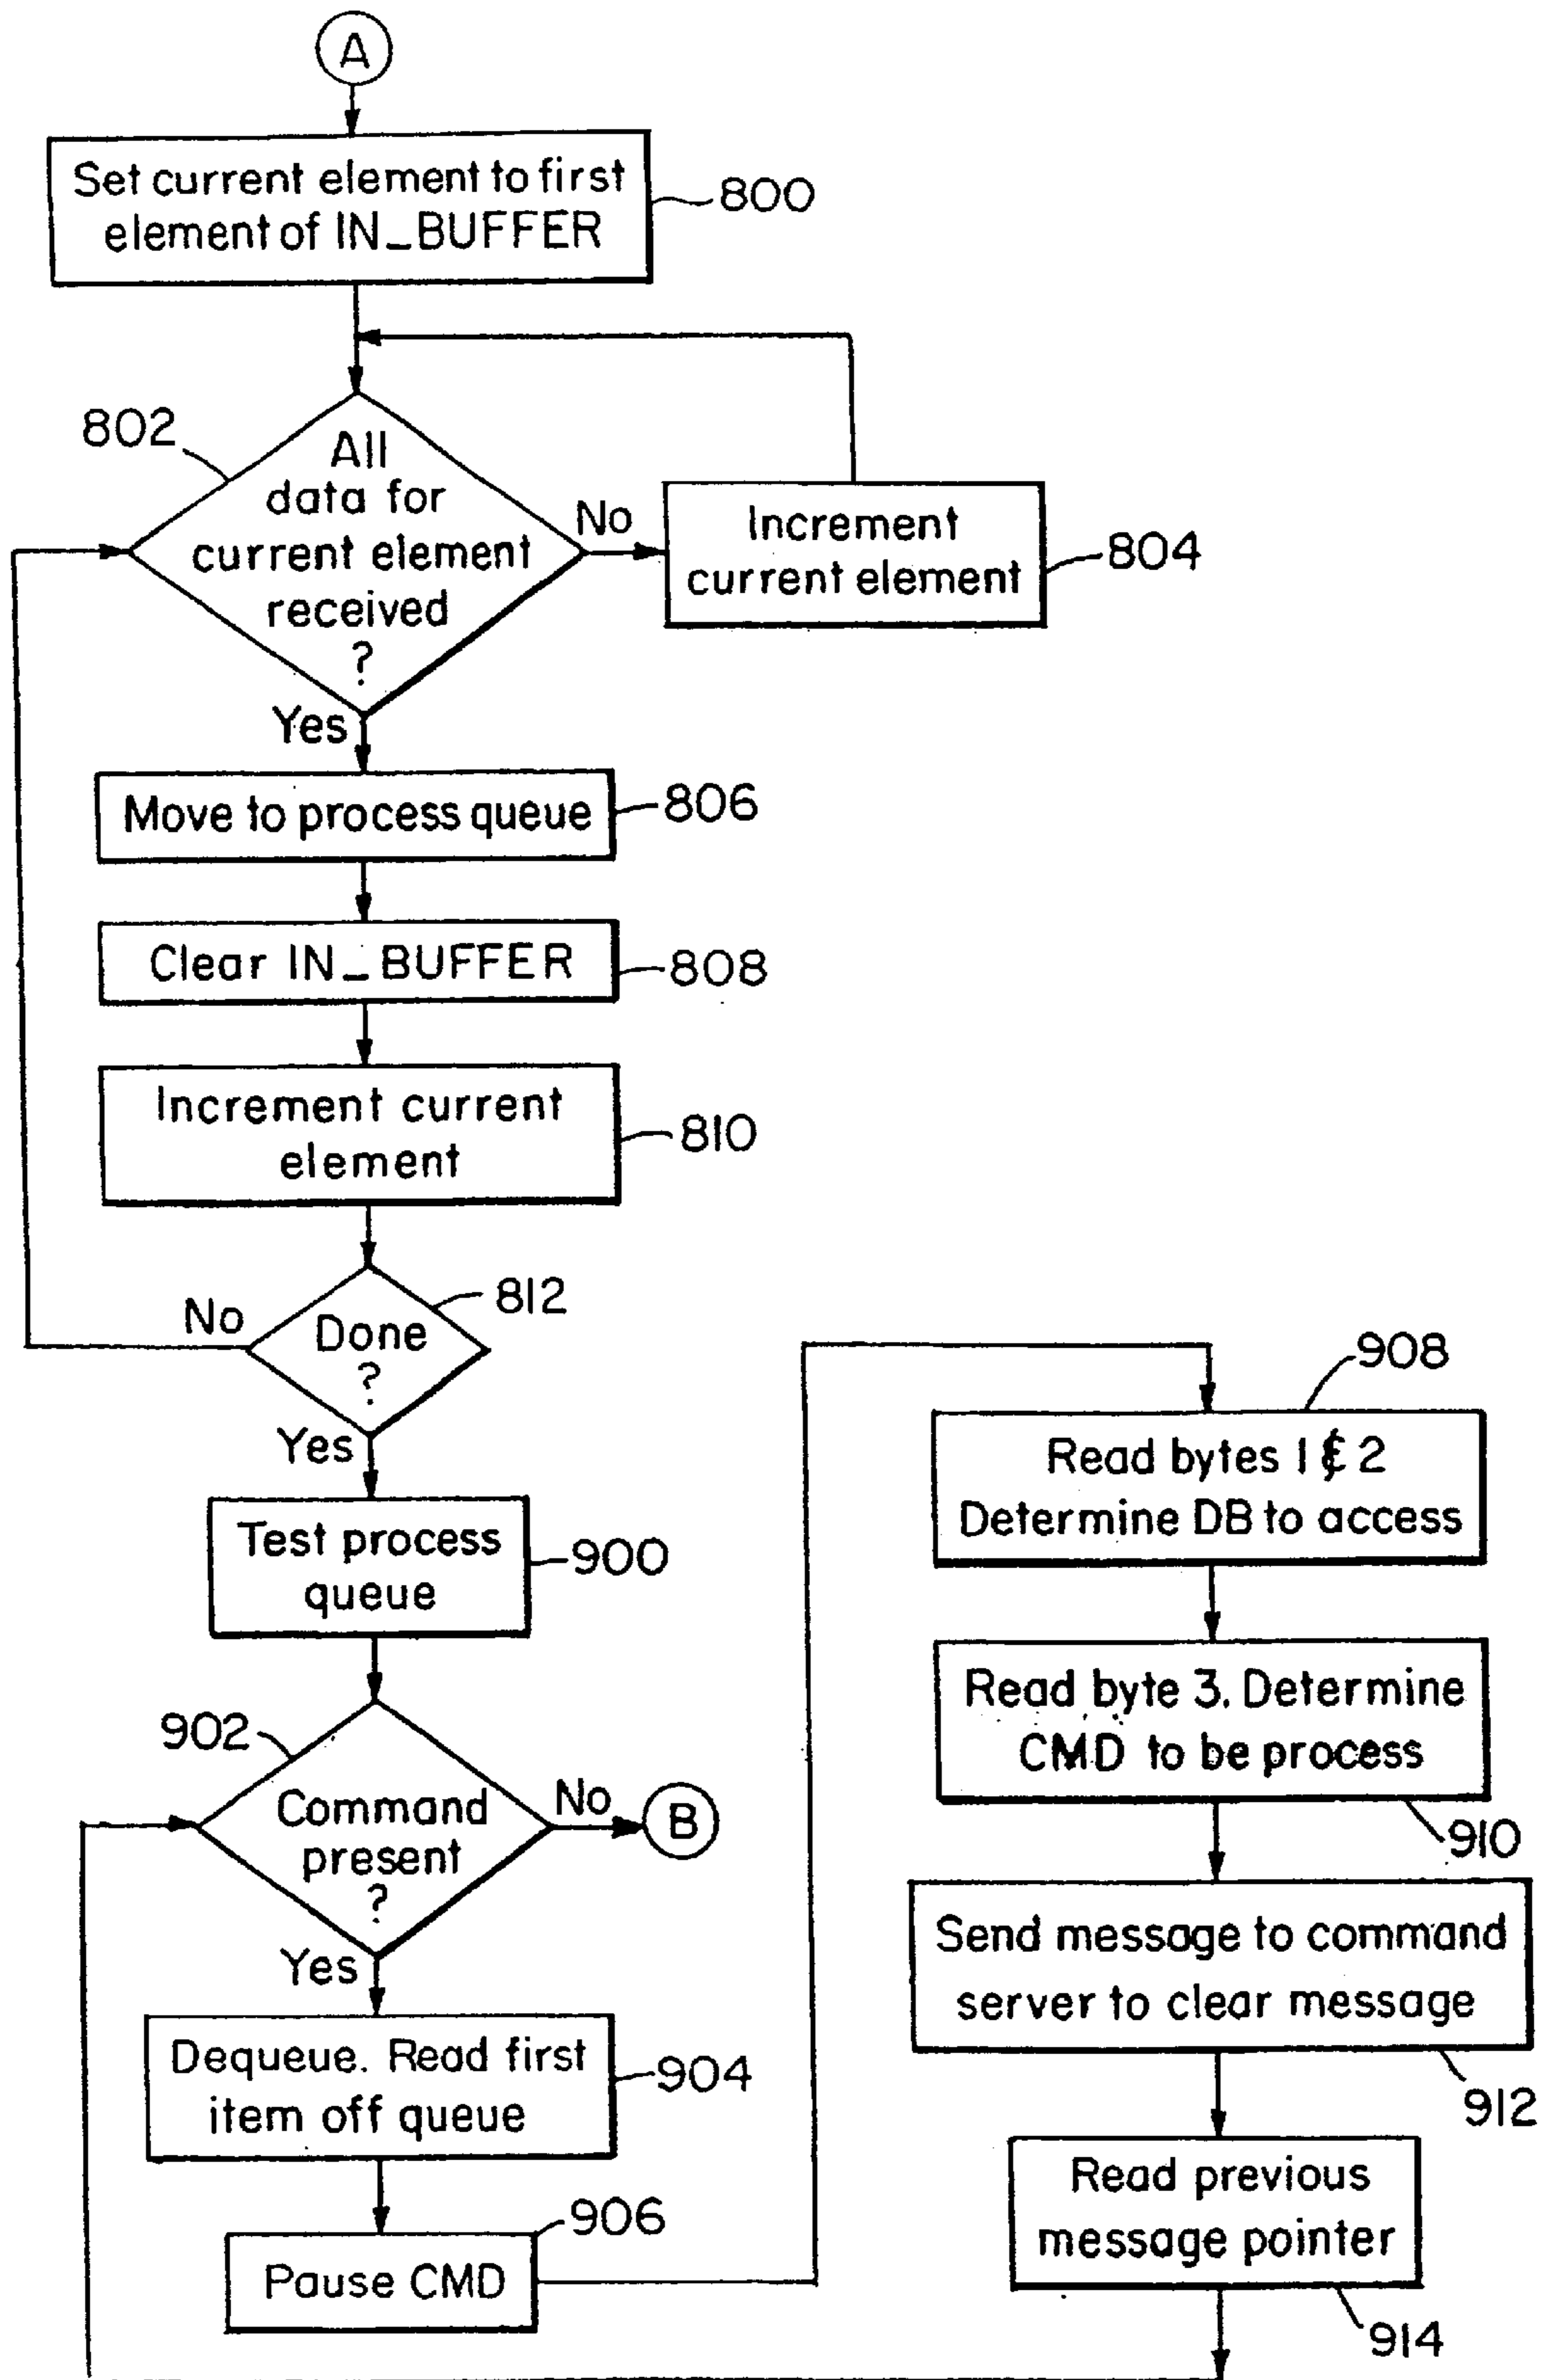 A
Set current element to first
element of IN_BUFFER
800
802
All
data for
current element
received
?
No
Increment
current element
804
Yes
Move to process queue
806
Clear IN_BUFFER
808
Increment current
element
810
812
No
Done
?
Yes
Test process
queue
900
902
Command
present
?
No
B
Yes
Dequeue. Read first
item off queue
904
906
Pause CMD
908
Read bytes 1 & 2
Determine DB to access
Read byte 3. Determine
CMD to be process
910
Send message to command
server to clear message
912
Read previous
message pointer
914